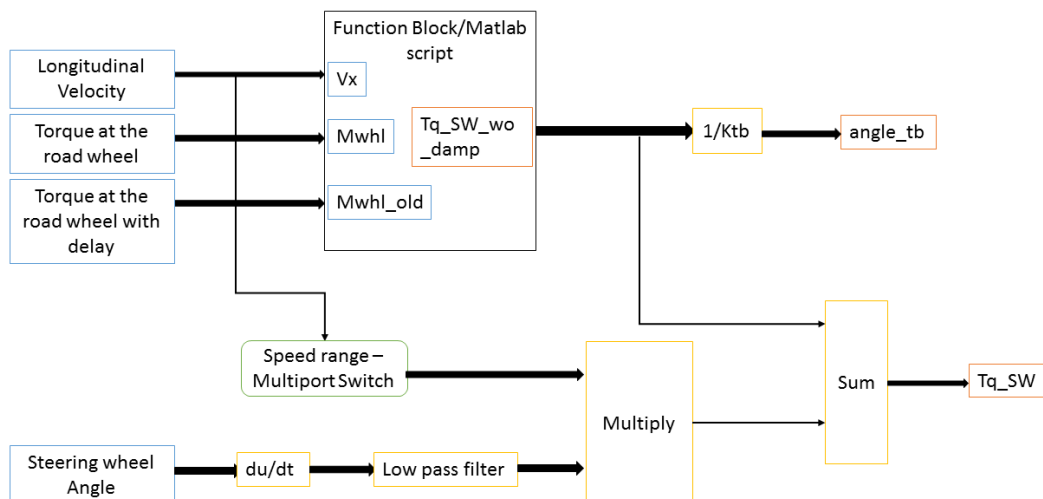 Function Block/Matlab
script
Longitudinal
Velocity
Vx
Torque at the
road wheel
Mwhl
Tq_SW_wo
_damp
1/Ktb
angle_tb
Torque at the
road wheel with
delay
Mwhl_old
Speed range –
Multiport Switch
Multiply
Sum
Tq_SW
Steering wheel
Angle
du/dt
Low pass filter